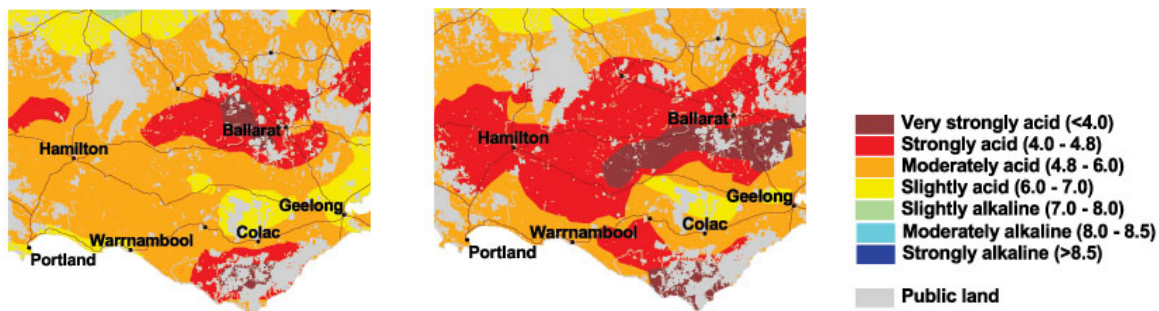 Ballarat
Hamilton
Geelong
Warrnambool
Colac
Portland
Ballarat
Hamilton
Geelong
Colac
Warrnambool
Portland
Very strongly acid (<4.0)
Strongly acid (4.0 - 4.8)
Moderately acid (4.8 - 6.0)
Slightly acid (6.0 - 7.0)
Slightly alkaline (7.0 - 8.0)
Moderately alkaline (8.0 - 8.5)
Strongly alkaline (>8.5)
Public land